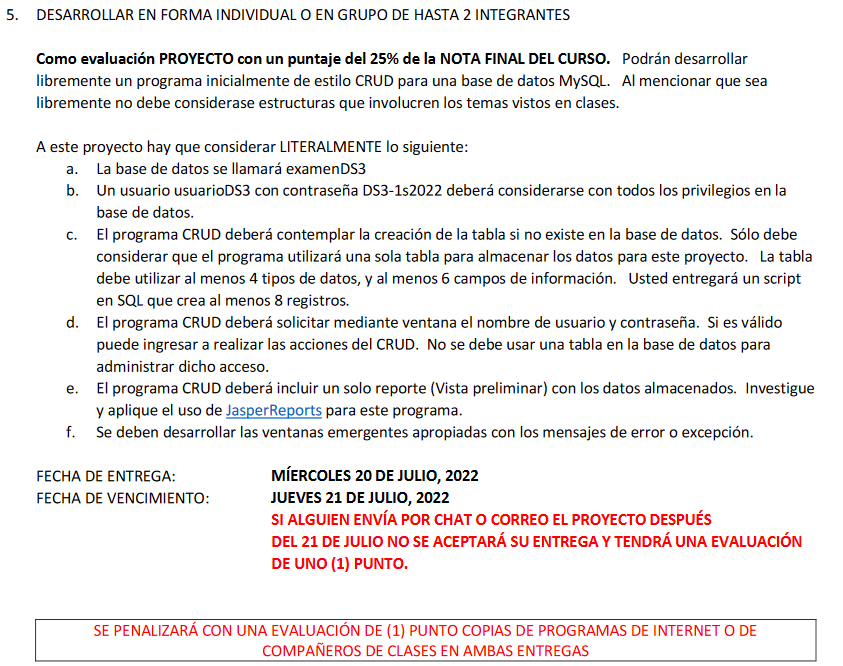 5. DESARROLLAR EN FORMA INDIVIDUAL O EN GRUPO DE HASTA 2 INTEGRANTES
Como evaluación PROYECTO con un puntaje del 25% de la NOTA FINAL DEL CURSO. Podrán desarrollar
libremente un programa inicialmente de estilo CRUD para una base de datos MySQL. Al mencionar que sea
libremente no debe considerase estructuras que involucren los temas vistos en clases.
A este proyecto hay que considerar LITERALMENTE lo siguiente:
a. La base de datos se llamará examenDS3
b. Un usuario usuarioDS3 con contraseña DS3-1s2022 deberá considerarse con todos los privilegios en la
base de datos.
c. El programa CRUD deberá contemplar la creación de la tabla si no existe en la base de datos. Sólo debe
considerar que el programa utilizará una sola tabla para almacenar los datos para este proyecto. La tabla
debe utilizar al menos 4 tipos de datos, y al menos 6 campos de información. Usted entregará un script
en SQL que crea al menos 8 registros.
d. El programa CRUD deberá solicitar mediante ventana el nombre de usuario y contraseña. Si es válido
puede ingresar a realizar las acciones del CRUD. No se debe usar una tabla en la base de datos para
administrar dicho acceso.
e. El programa CRUD deberá incluir un solo reporte (Vista preliminar) con los datos almacenados. Investigue
y aplique el uso de JasperReports para este programa.
f. Se deben desarrollar las ventanas emergentes apropiadas con los mensajes de error o excepción.
FECHA DE ENTREGA: MÍERCOLES 20 DE JULIO, 2022
FECHA DE VENCIMIENTO: JUEVES 21 DE JULIO, 2022
SI ALGUIEN ENVÍA POR CHAT O CORREO EL PROYECTO DESPUÉS
DEL 21 DE JULIO NO SE ACEPTARÁ SU ENTREGA Y TENDRÁ UNA EVALUACIÓN
DE UNO (1) PUNTO.
SE PENALIZARÁ CON UNA EVALUACIÓN DE (1) PUNTO COPIAS DE PROGRAMAS DE INTERNET O DE
COMPAÑEROS DE CLASES EN AMBAS ENTREGAS